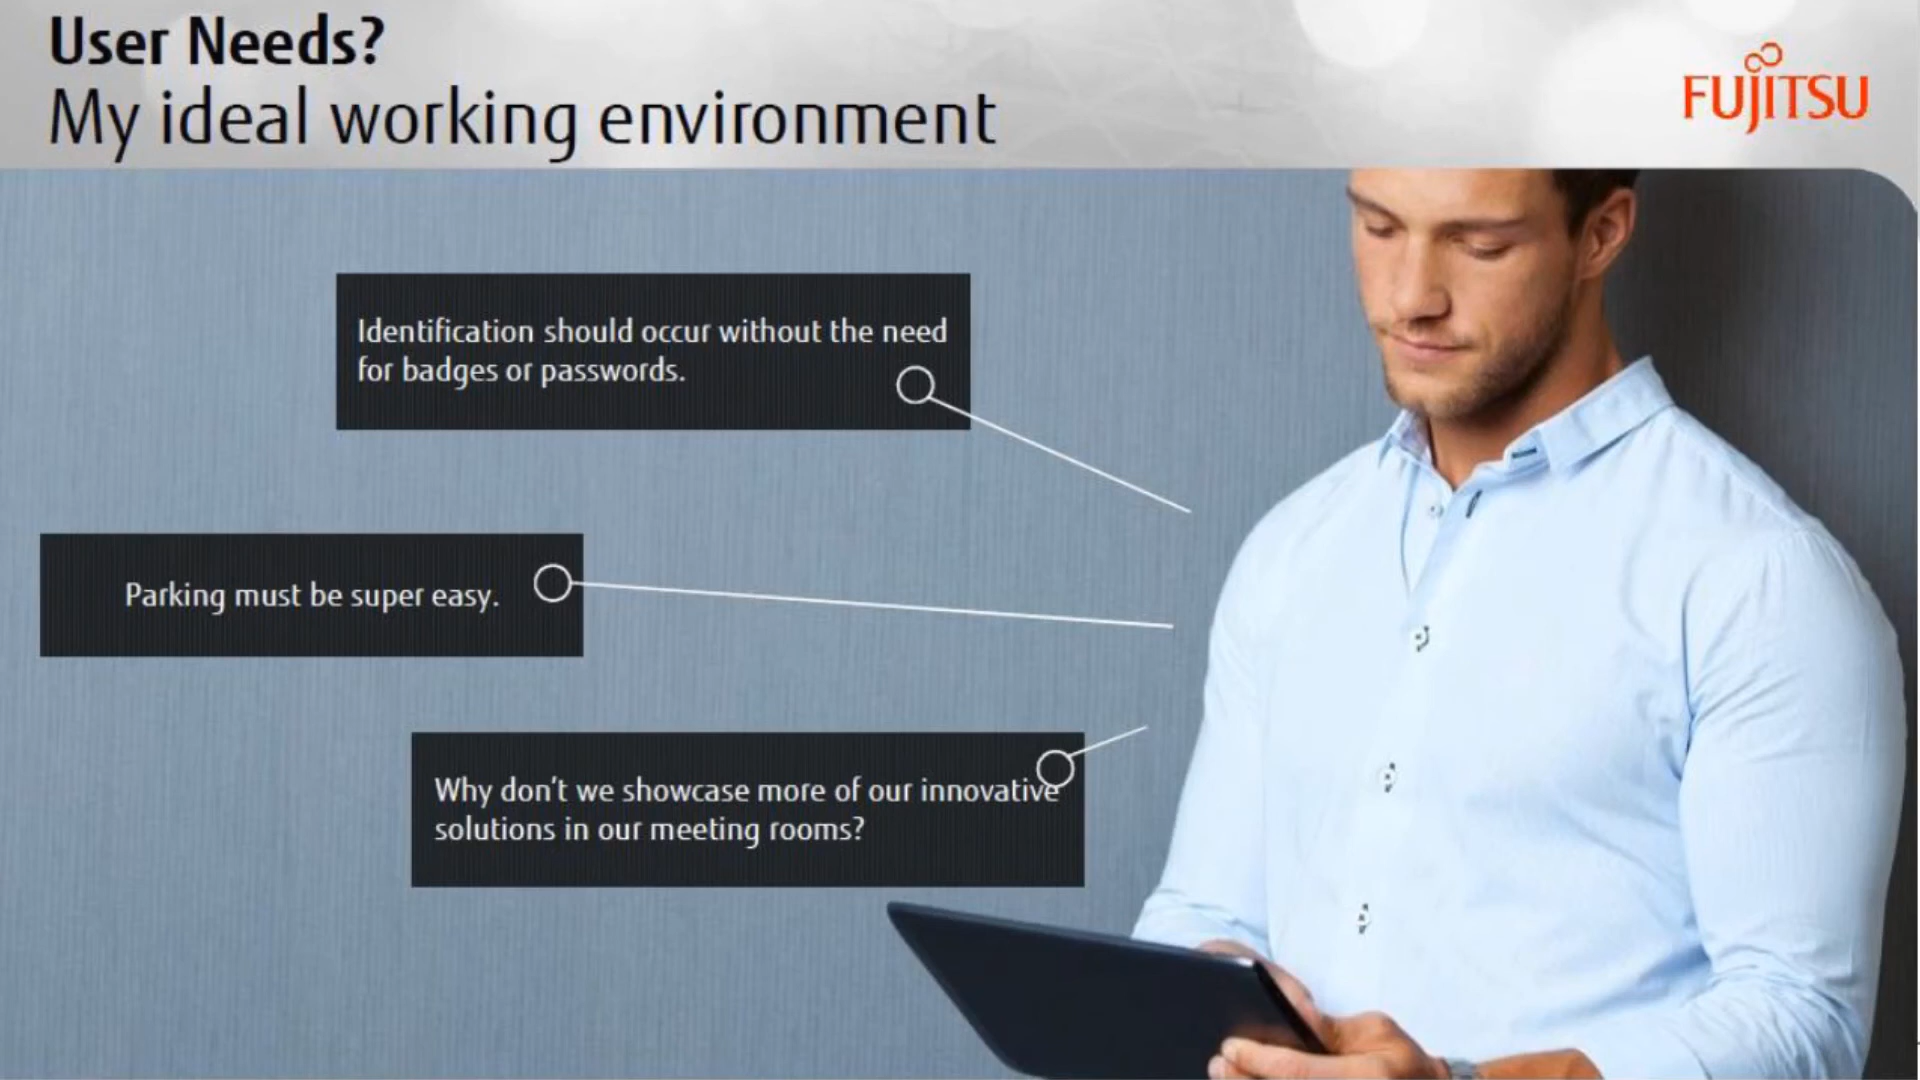 User Needs?
My ideal working environment
FUJITSU
Identification should occur without the need
for badges or passwords.
Parking must be super easy.
Why don't we showcase more of our innovative
solutions in our meeting rooms?